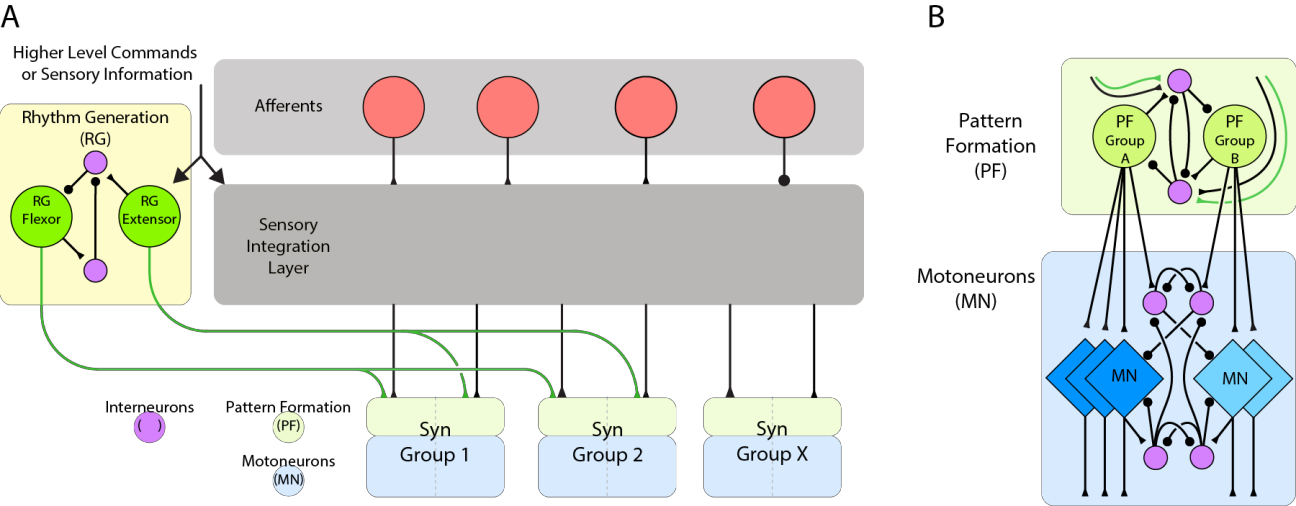 A
Higher Level Commands
or Sensory Information
Rhythm Generation
(RG)
RG
Flexor
RG
Extensor
Afferents
Sensory
Integration
Layer
Interneurons
( )
Pattern Formation
(PF)
Motoneurons
(MN)
Syn
Group 1
Syn
Group 2
Syn
Group X
B
Pattern
Formation
(PF)
PF
Group
A
PF
Group
B
Motoneurons
(MN)
MN
MN